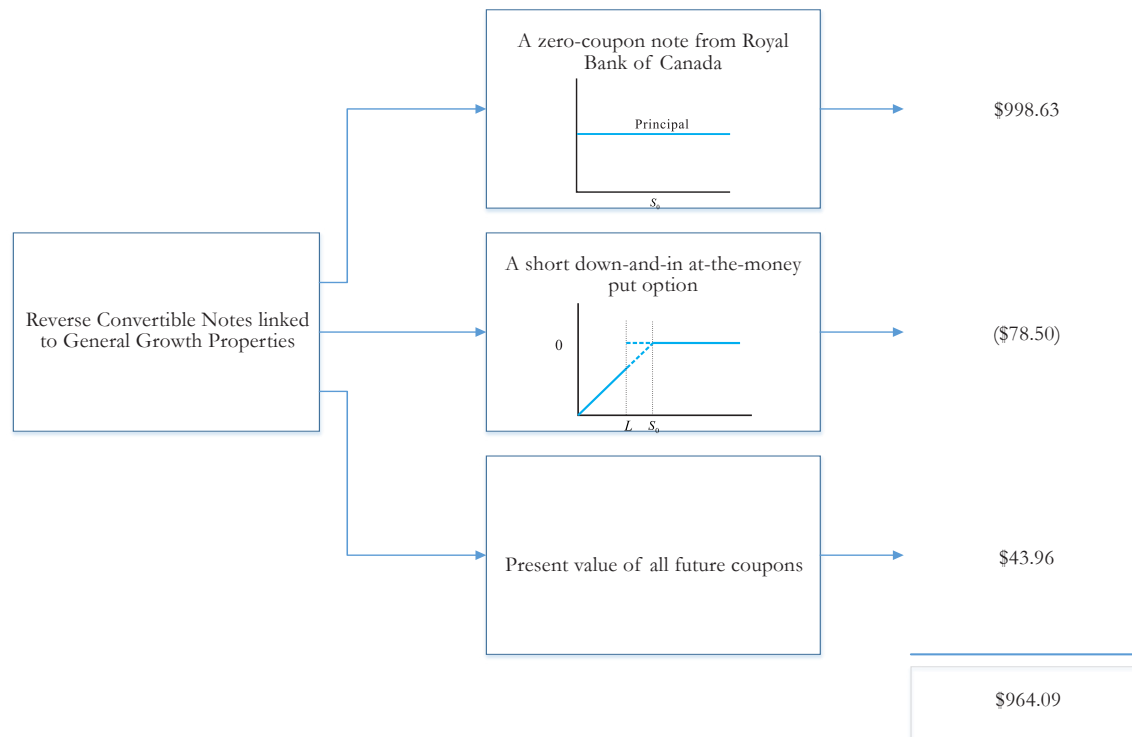 A zero-coupon note from Royal
Bank of Canada
Principal
S₀
$998.63
Reverse Convertible Notes linked
to General Growth Properties
A short down-and-in at-the-money
put option
0
L S₀
($78.50)
Present value of all future coupons
$43.96
$964.09